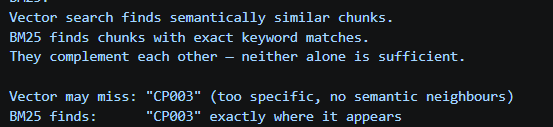 BM25.
Vector search finds semantically similar chunks.
BM25 finds chunks with exact keyword matches.
They complement each other — neither alone is sufficient.
Vector may miss: "CP003" (too specific, no semantic neighbours)
BM25 finds:      "CP003" exactly where it appears